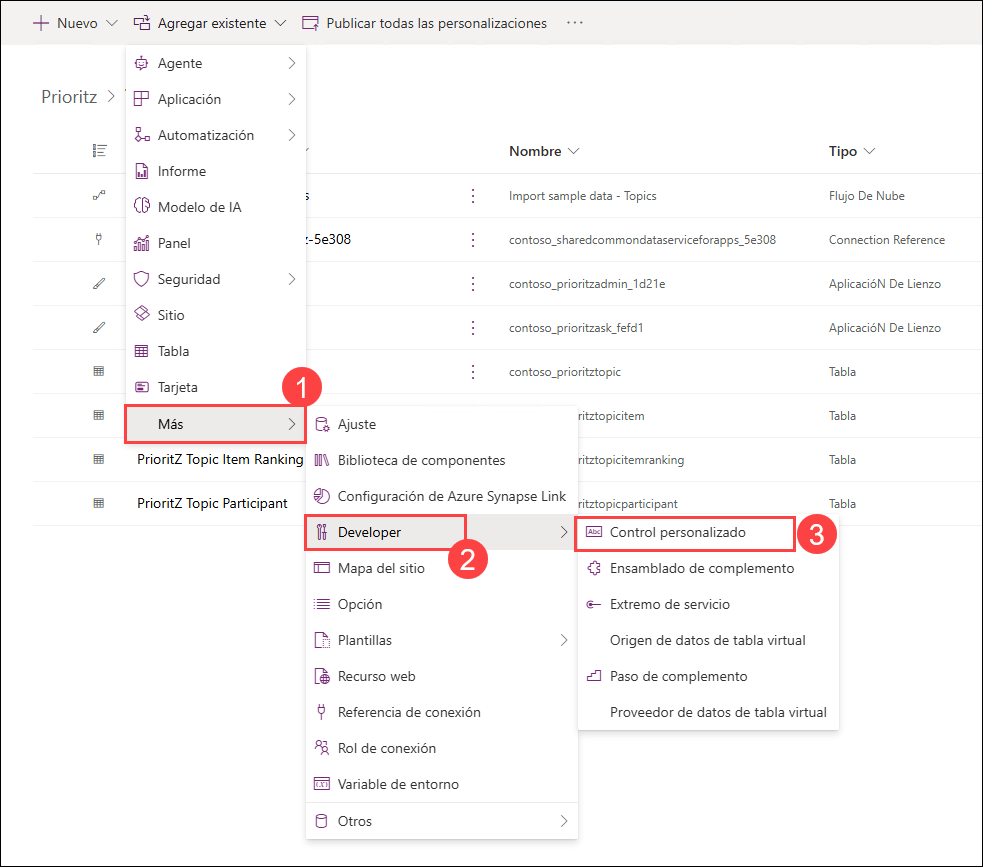 Nuevo Agregar existente Publicar todas las personalizaciones ···
Prioritz >
Agente
Aplicación
Automatización
Informe
Modelo de IA
Panel
Seguridad
Sitio
Tabla
Tarjeta
1
Más
Nombre Tipo
s Import sample data - Topics Flujo De Nube
z-5e308 contoso_sharedcommondataserviceforapps_5e308 Connection Reference
contoso_prioritzadmin_1d21e AplicacióN De Lienzo
contoso_prioritzask_fefd1 AplicacióN De Lienzo
contoso_prioritztopic Tabla
ritztopicitem Tabla
PrioritZ Topic Item Ranking ritztopicitemranking Tabla
PrioritZ Topic Participant ritztopicparticipant Tabla
Ajuste
Biblioteca de componentes
Configuración de Azure Synapse Link
Developer
2
Mapa del sitio
Opción
Plantillas
Recurso web
Referencia de conexión
Rol de conexión
Variable de entorno
Otros
Abc Control personalizado
3
Ensamblado de complemento
Extremo de servicio
Origen de datos de tabla virtual
Paso de complemento
Proveedor de datos de tabla virtual